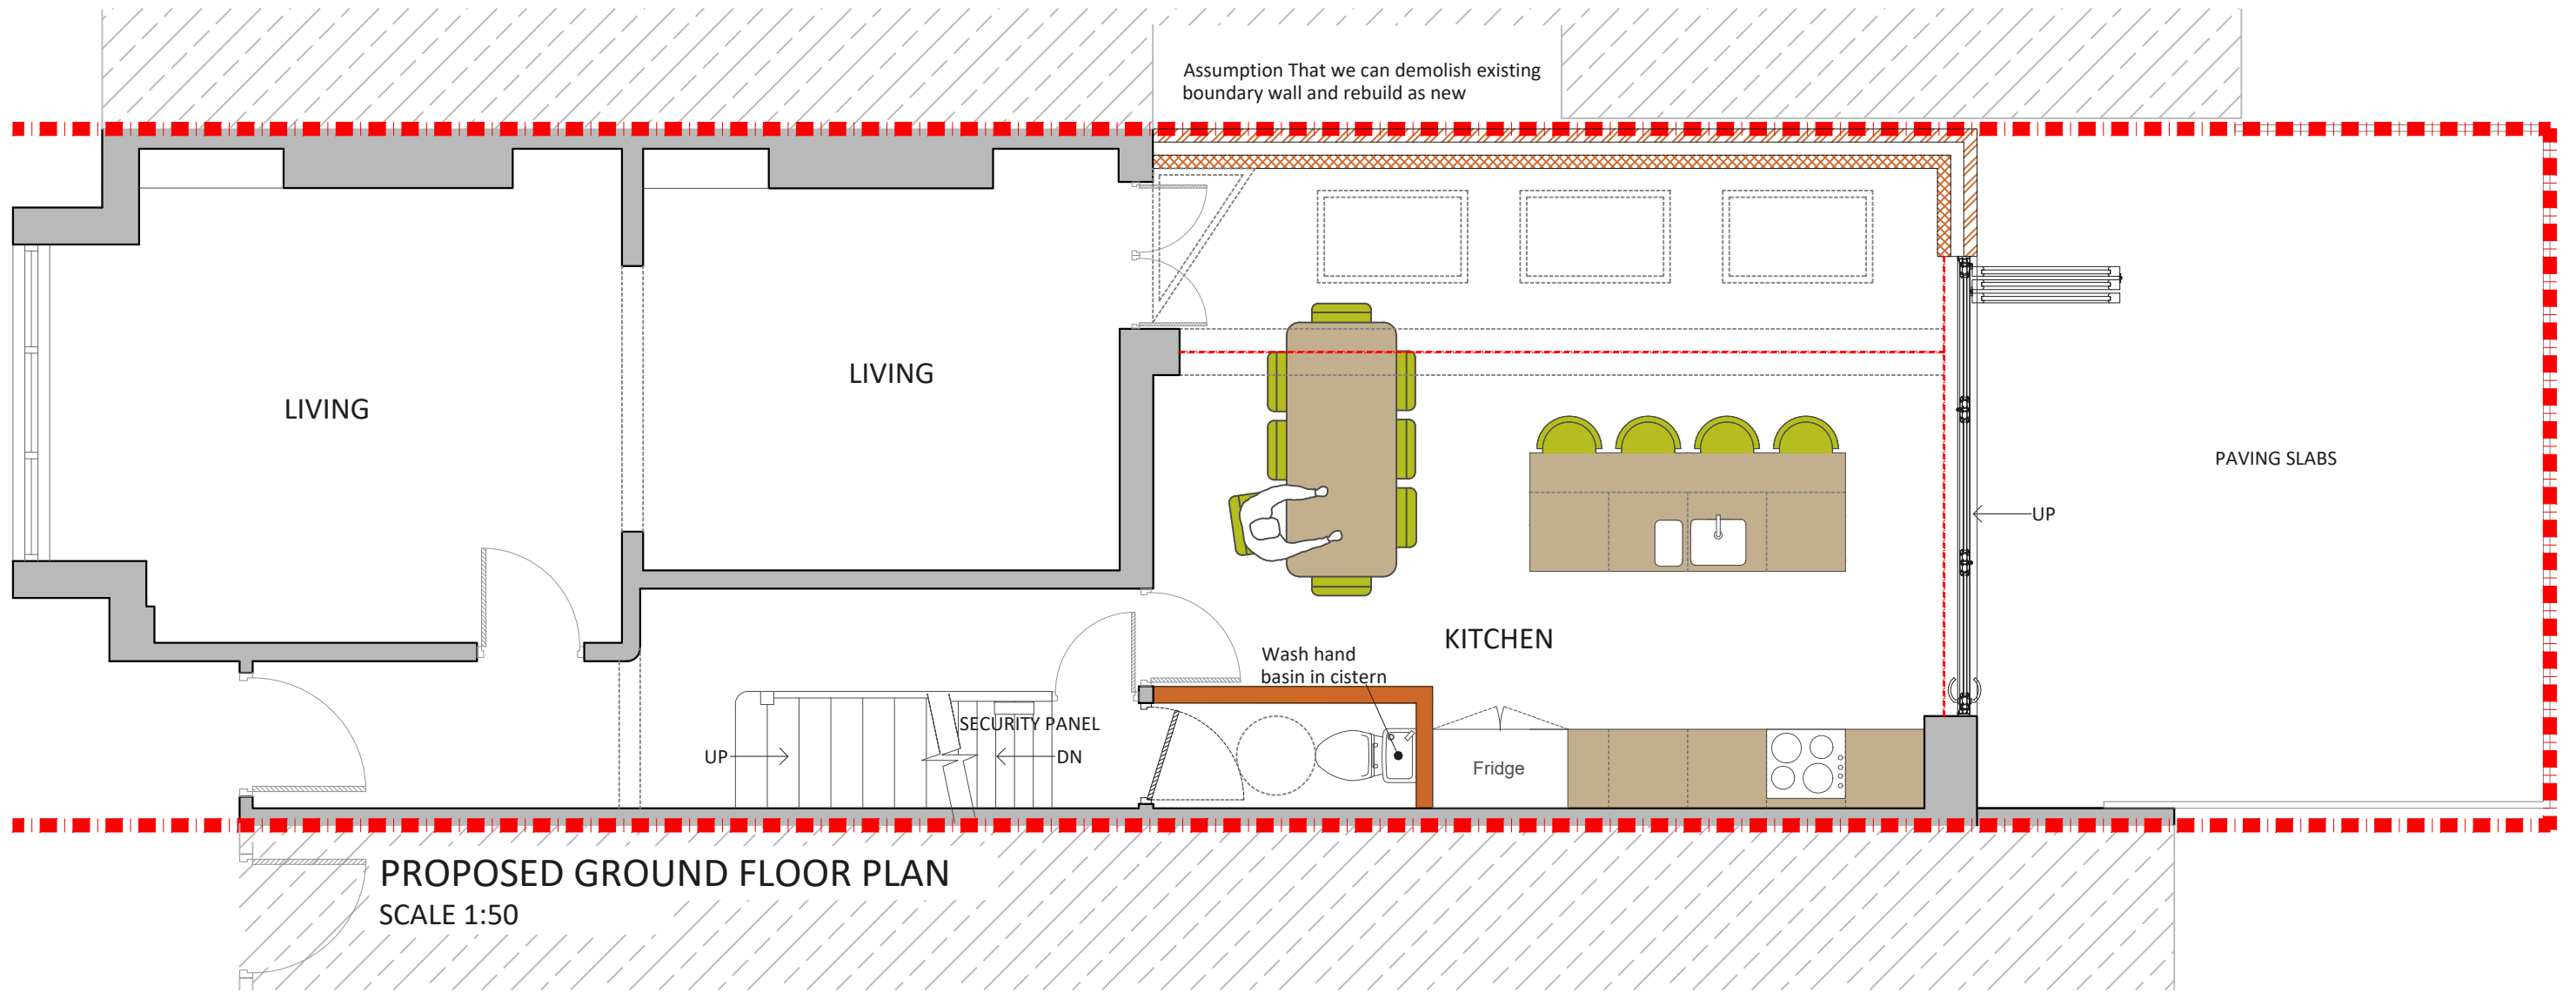 Assumption That we can demolish existing
boundary wall and rebuild as new
LIVING
LIVING
PAVING SLABS
UP
KITCHEN
Wash hand
basin in cistern
SECURITY PANEL
UP
DN
Fridge
PROPOSED GROUND FLOOR PLAN
SCALE 1:50